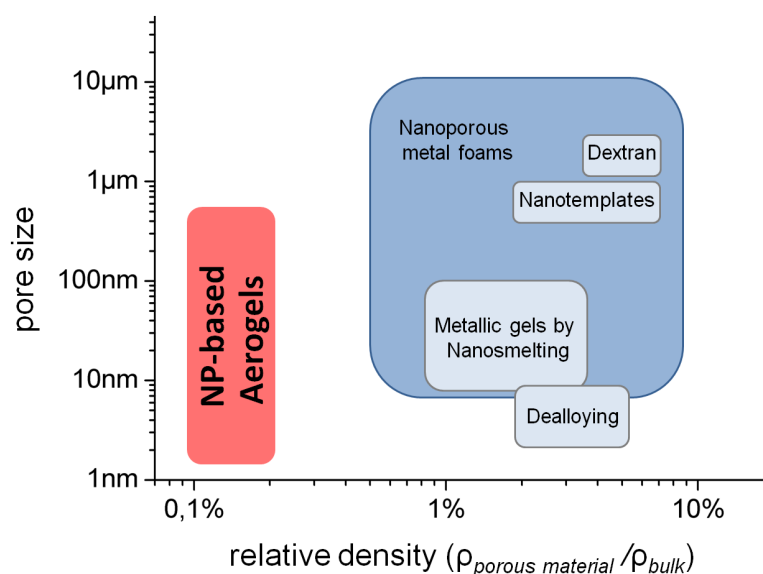 10µm
1µm
100nm
10nm
1nm
pore size
0,1%
1%
10%
relative density (ρporous material/ρbulk)
NP-based
Aerogels
Nanoporous
metal foams
Dextran
Nanotemplates
Metallic gels by
Nanosmelting
Dealloying